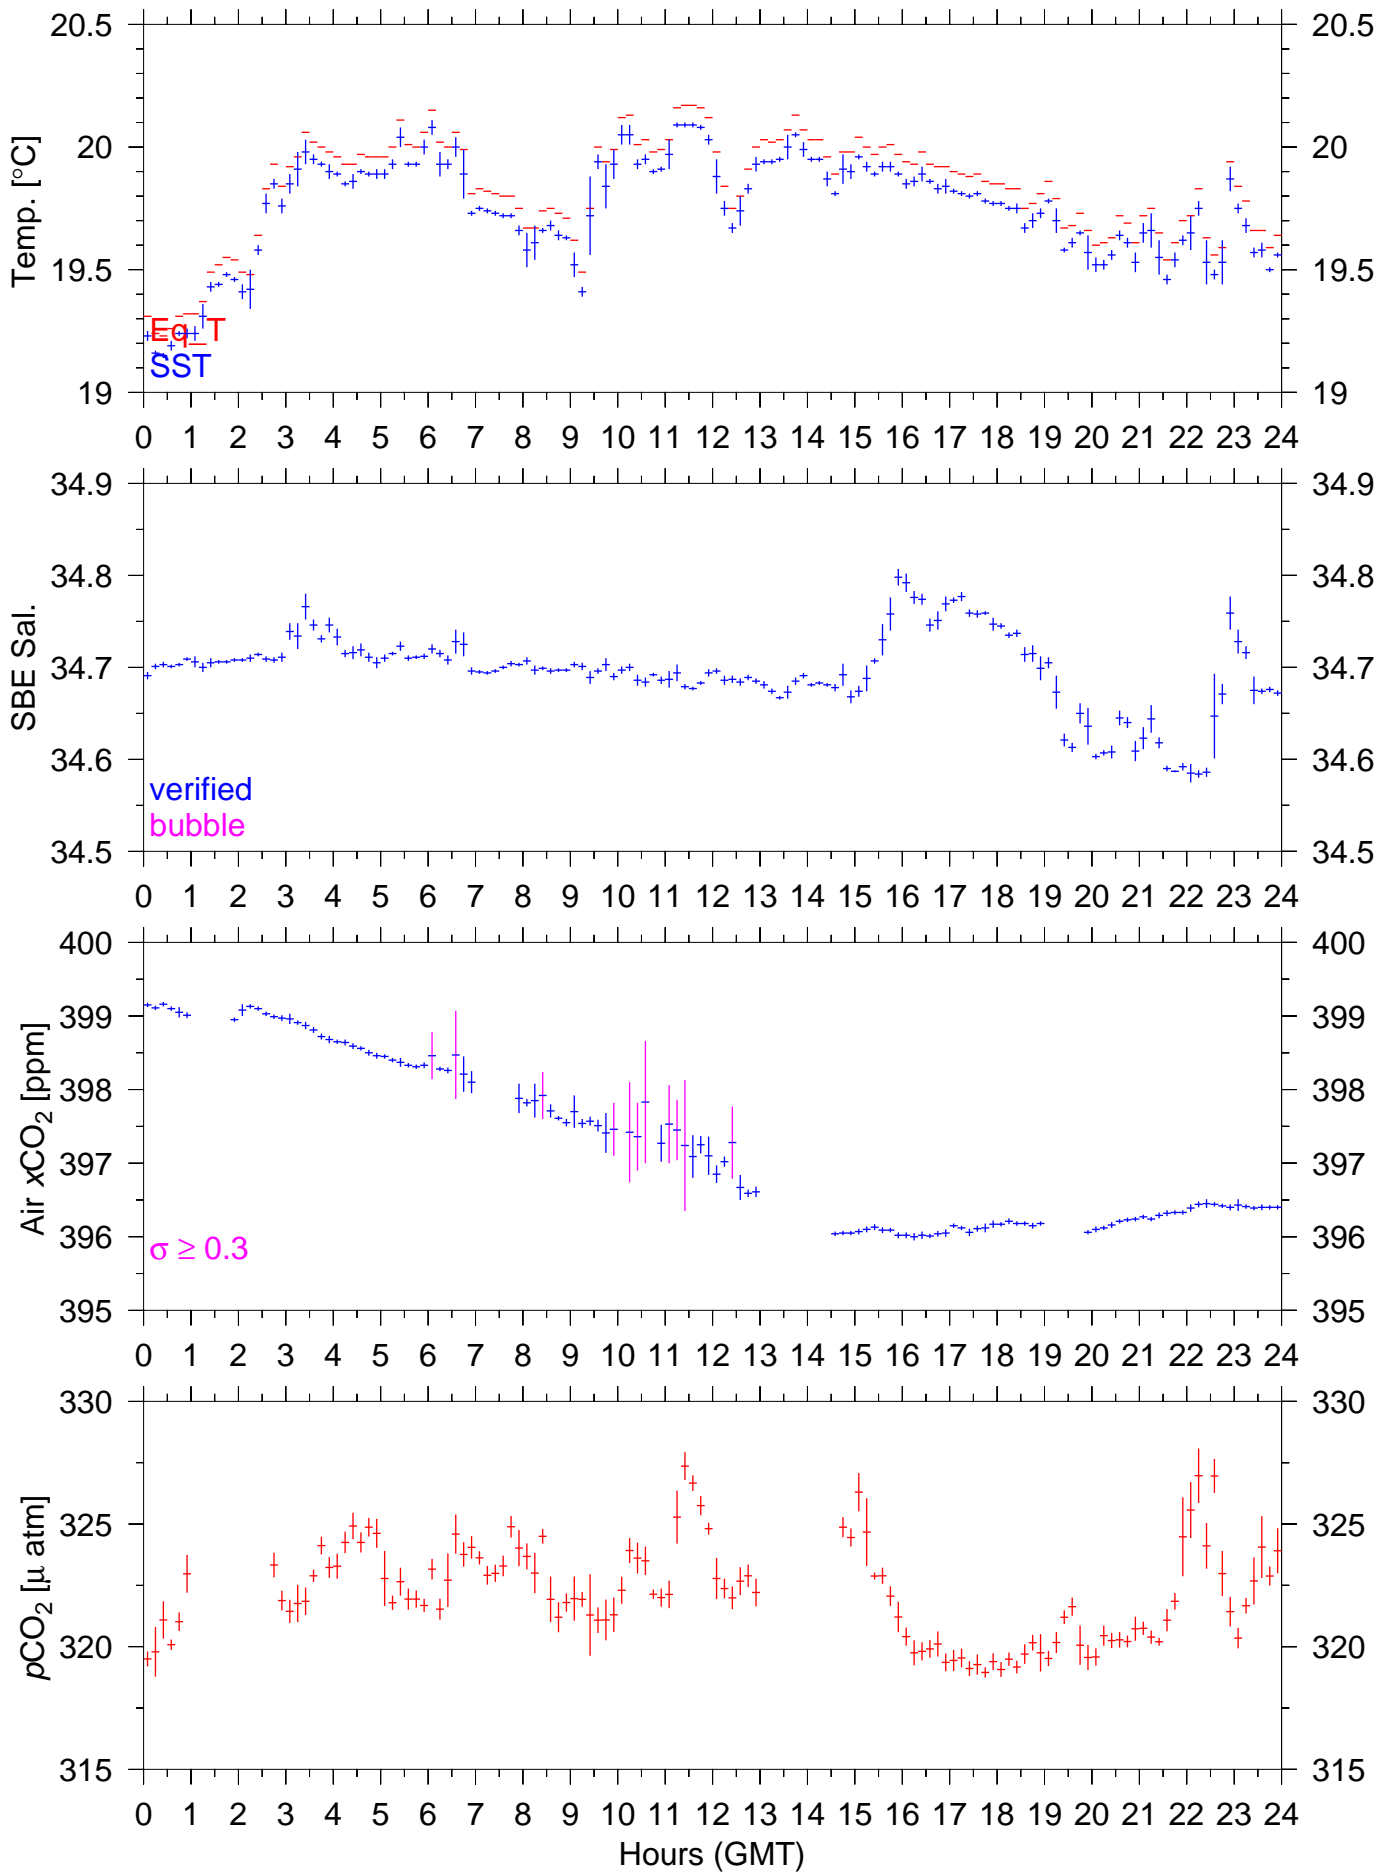 20.5 20.5
20 20
19.5 19.5
19 19
Temp. [°C]
Eq_T
SST
0 1 2 3 4 5 6 7 8 9 10 11 12 13 14 15 16 17 18 19 20 21 22 23 24
34.9 34.9
34.8 34.8
34.7 34.7
34.6 34.6
34.5 34.5
SBE Sal.
verified
bubble
0 1 2 3 4 5 6 7 8 9 10 11 12 13 14 15 16 17 18 19 20 21 22 23 24
400 400
399 399
398 398
397 397
396 396
395 395
Air xCO₂ [ppm]
σ ≥ 0.3
0 1 2 3 4 5 6 7 8 9 10 11 12 13 14 15 16 17 18 19 20 21 22 23 24
330 330
325 325
320 320
315 315
pCO₂ [μ atm]
0 1 2 3 4 5 6 7 8 9 10 11 12 13 14 15 16 17 18 19 20 21 22 23 24
Hours (GMT)